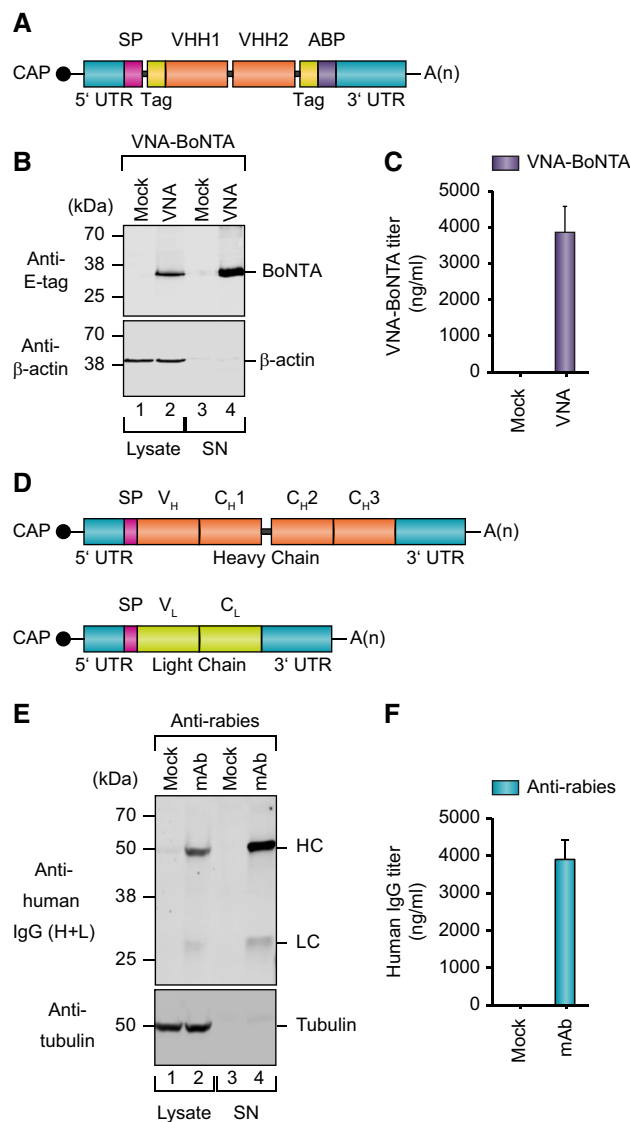 A
SP VHH1 VHH2 ABP
CAP A(n)
5‘ UTR Tag Tag 3‘ UTR
B
VNA-BoNTA
(kDa) Mock VNA Mock VNA
70
38
25
Anti-
E-tag
BoNTA
70
38
Anti-
β-actin
β-actin
1 2 3 4
Lysate SN
C
VNA-BoNTA
5000
4000
3000
2000
1000
0
VNA-BoNTA titer
(ng/ml)
Mock VNA
D
SP VH CH1 CH2 CH3
CAP A(n)
5‘ UTR Heavy Chain 3‘ UTR
SP VL CL
CAP A(n)
5‘ UTR Light Chain 3‘ UTR
E
Anti-rabies
(kDa) Mock mAb Mock mAb
70
50
38
25
Anti-
human
IgG (H+L)
HC
LC
Anti-
tubulin
50
Tubulin
1 2 3 4
Lysate SN
F
Anti-rabies
5000
4000
3000
2000
1000
0
Human IgG titer
(ng/ml)
Mock mAb